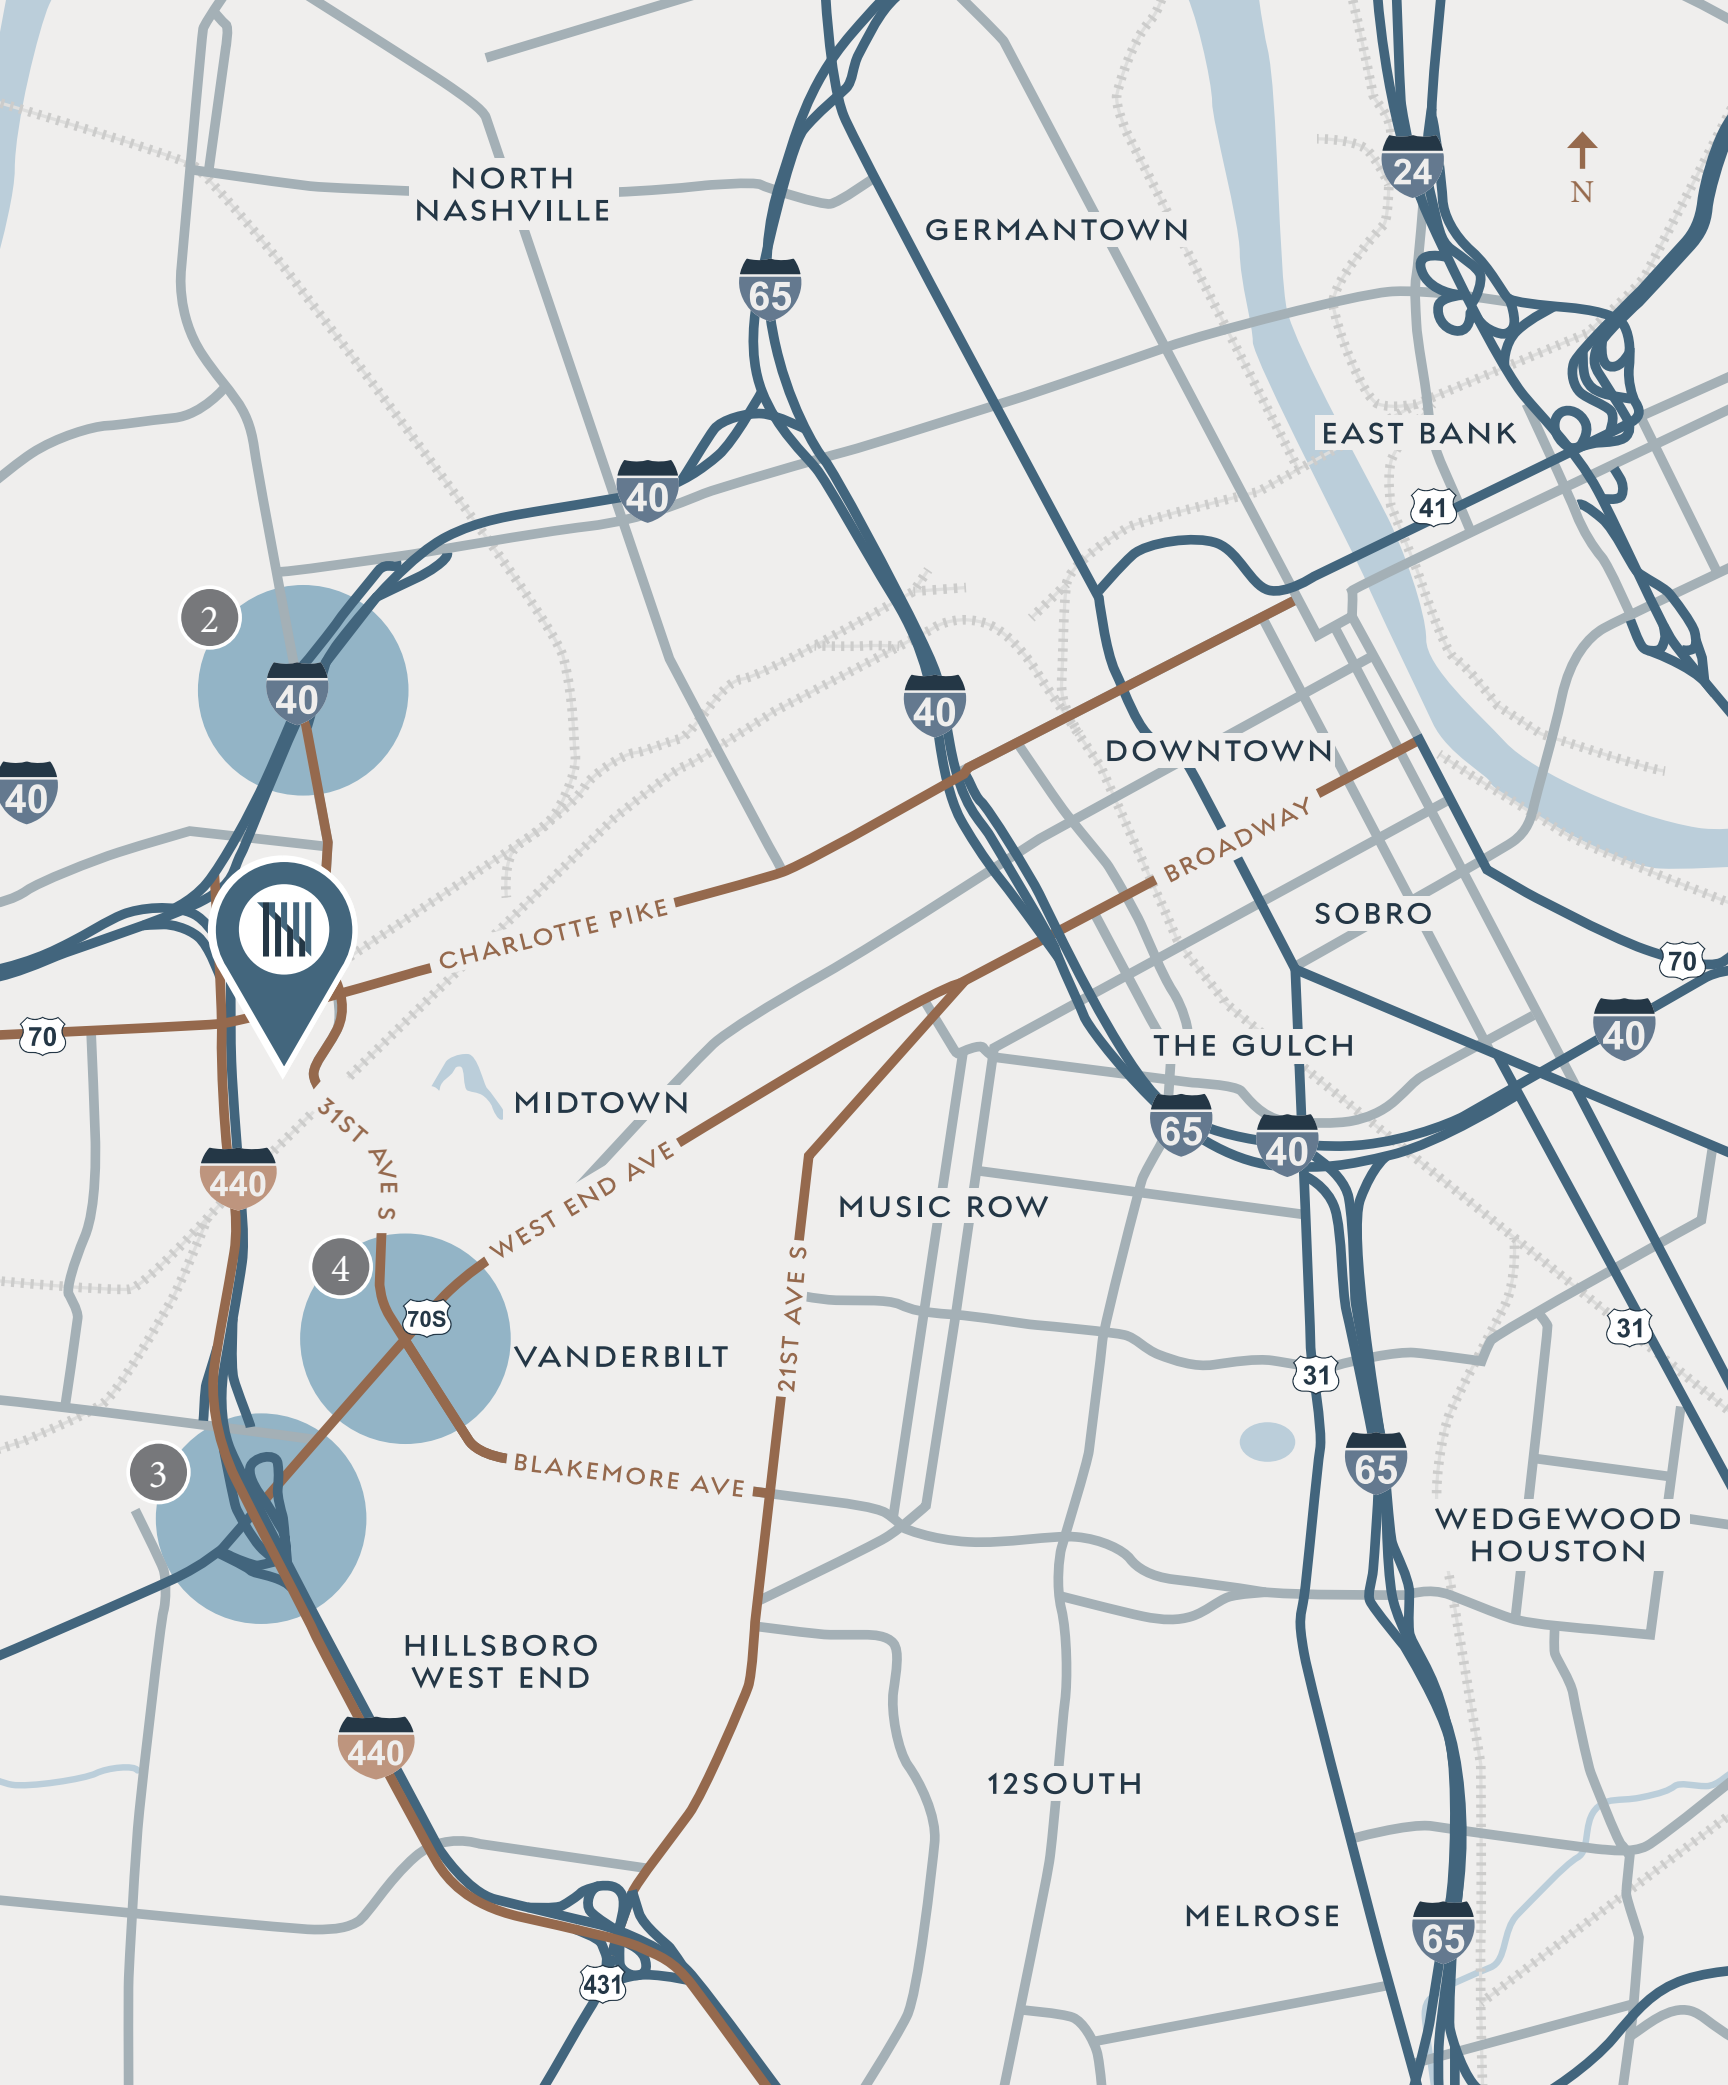 24
N
NORTH
NASHVILLE
GERMANTOWN
65
EAST BANK
40
41
2
40
40
40
DOWNTOWN
BROADWAY
CHARLOTTE PIKE
SOBRO
70
70
40
THE GULCH
MIDTOWN
31ST AVE S
65
40
440
WEST END AVE
MUSIC ROW
4
21ST AVE S
70S
VANDERBILT
31
31
3
BLAKEMORE AVE
65
WEDGEWOOD
HOUSTON
HILLSBORO
WEST END
440
12SOUTH
MELROSE
65
431